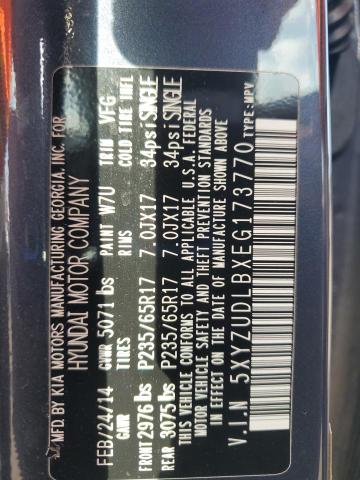 MFD.BY KIA MOTORS MANUFACTURING GEORGIA, INC. FOR
HYUNDAI MOTOR COMPANY
FEB/24/14 GVWR 5071 lbs PAINT W7U TRIM VFG
GAWR TIRES RIMS COLD TIRE INFL
FRONT 2976 lbs P235/65R17 7.0JX17 34psi SINGLE
REAR 3075 lbs P235/65R17 7.0JX17 34psi SINGLE
THIS VEHICLE CONFORMS TO ALL APPLICABLE U.S.A. FEDERAL
MOTOR VEHICLE SAFETY AND THEFT PREVENTION STANDARDS
IN EFFECT ON THE DATE OF MANUFACTURE SHOWN ABOVE.
V.I.N 5XYZUDLBXEG173770 TYPE:MPV